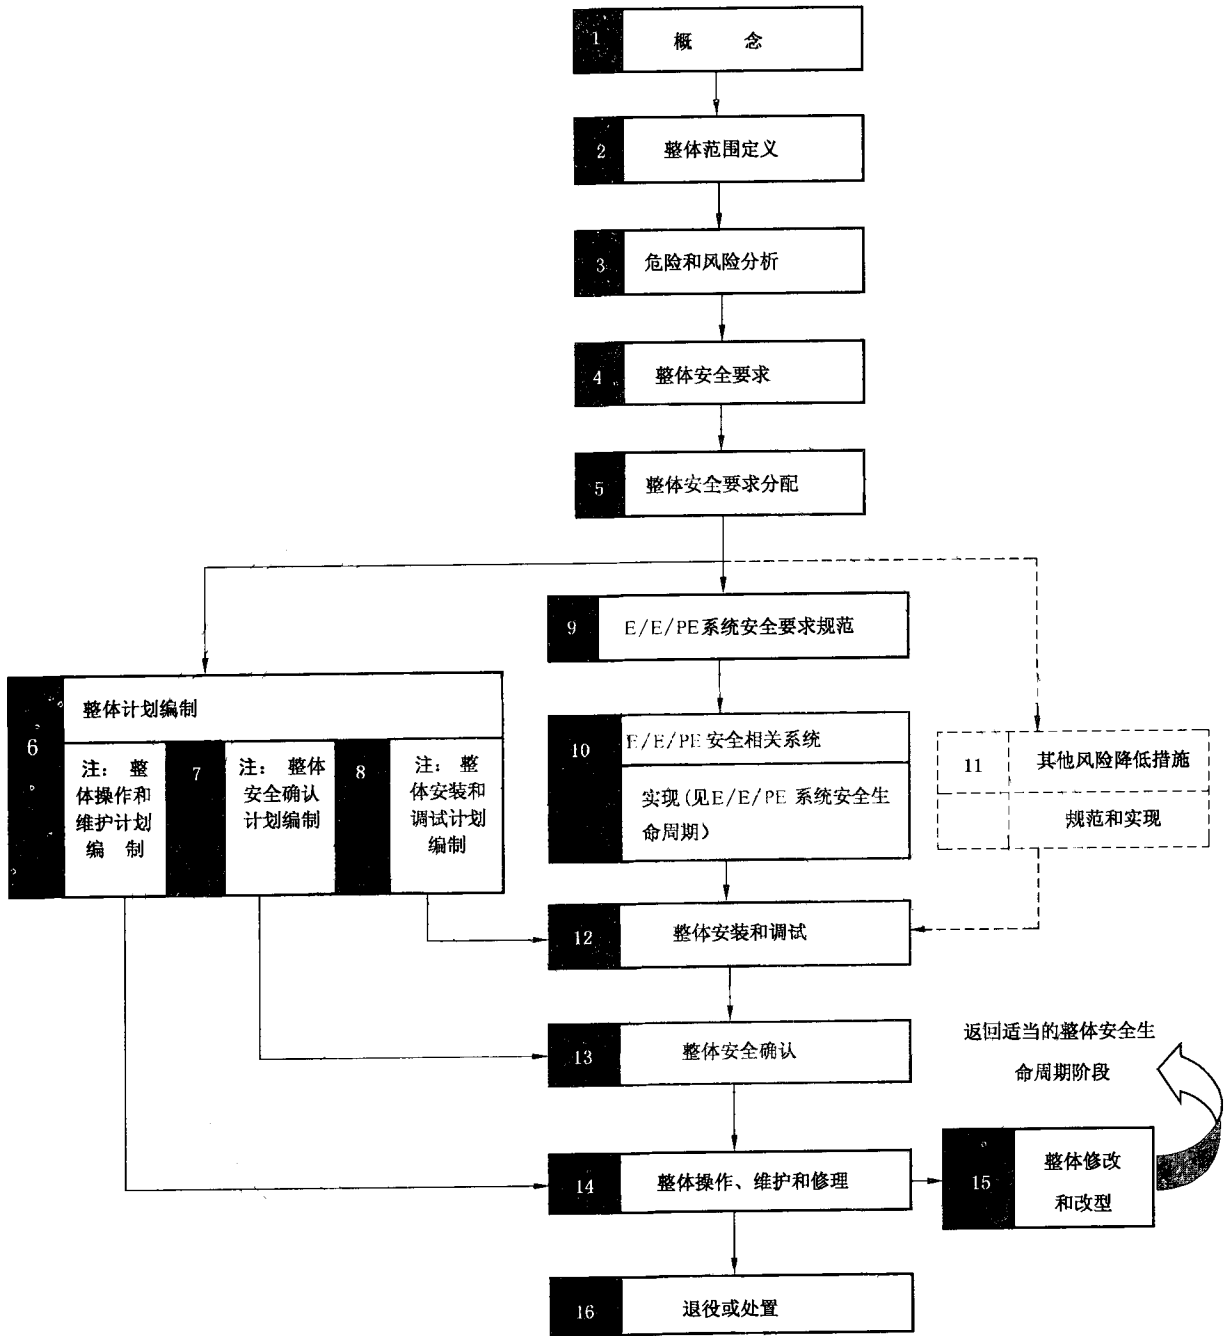 1
概 念
2
整体范围定义
3
危险和风险分析
4
整体安全要求
5
整体安全要求分配
9
E/E/PE系统安全要求规范
6
整体计划编制
注: 整
体操作和
维护计划
编 制
7
注: 整体
安全确认
计划编制
8
注: 整
体安装和
调试计划
编制
10
E/E/PE 安全相关系统
实现(见E/E/PE 系统安全生
命周期)
11
其他风险降低措施
规范和实现
12
整体安装和调试
13
整体安全确认
返回适当的整体安全生
命周期阶段
14
整体操作、维护和修理
15
整体修改
和改型
16
退役或处置